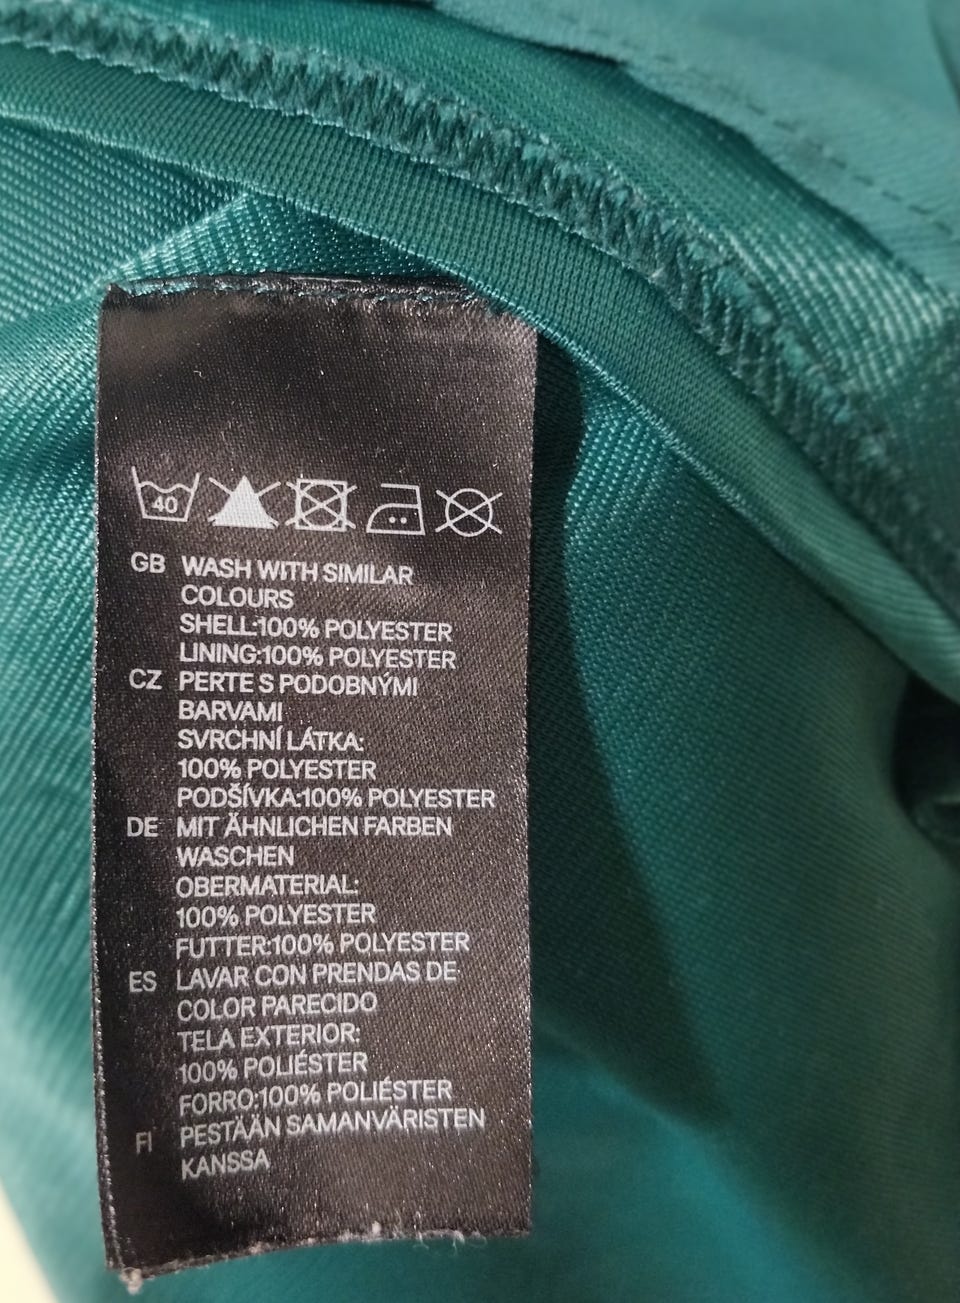 40
GB WASH WITH SIMILAR
COLOURS
SHELL:100% POLYESTER
LINING:100% POLYESTER
CZ PERTE S PODOBNÝMI
BARVAMI
SVRCHNÍ LÁTKA:
100% POLYESTER
PODŠÍVKA:100% POLYESTER
DE MIT ÄHNLICHEN FARBEN
WASCHEN
OBERMATERIAL:
100% POLYESTER
FUTTER:100% POLYESTER
ES LAVAR CON PRENDAS DE
COLOR PARECIDO
TELA EXTERIOR:
100% POLIÉSTER
FORRO:100% POLIÉSTER
FI PESTÄÄN SAMANVÄRISTEN
KANSSA